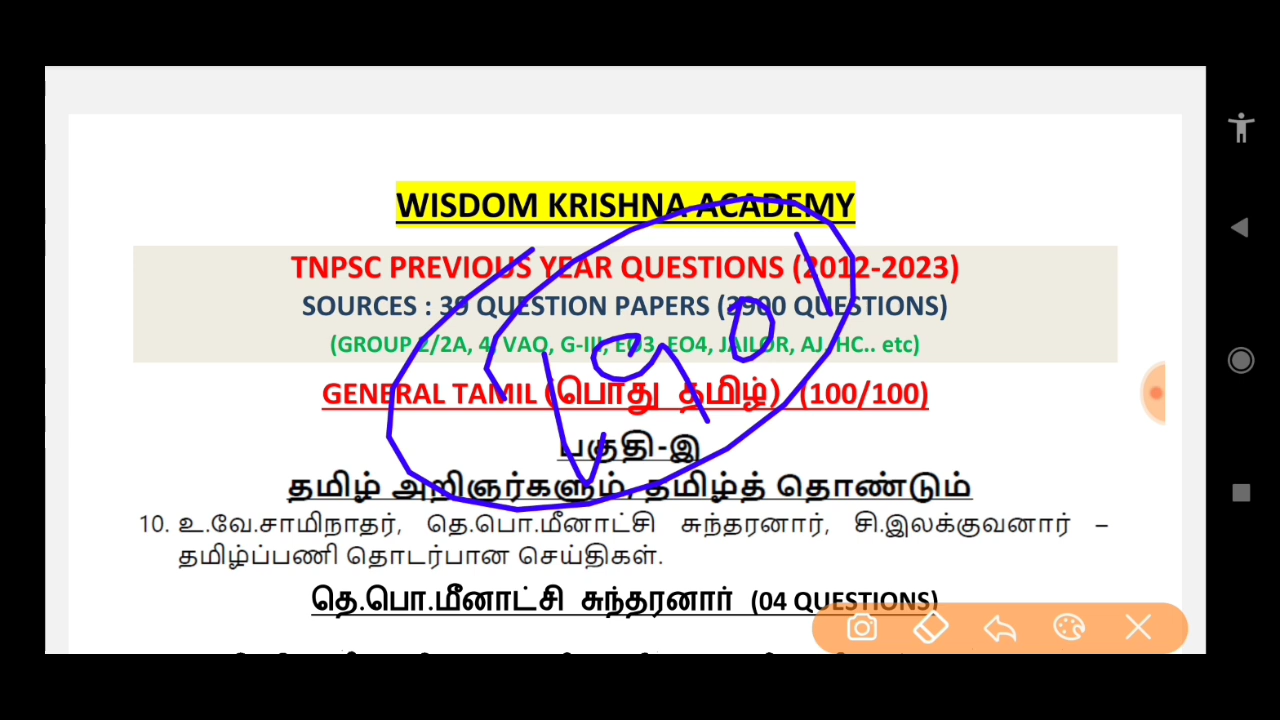 WISDOM KRISHNA ACADEMY
TNPSC PREVIOUS YEAR QUESTIONS (2012-2023)
SOURCES : 39 QUESTION PAPERS (3900 QUESTIONS)
(GROUP 2/2A, 4, VAO, G-III, EO3, EO4, JAILOR, AJ, HC.. etc)
GENERAL TAMIL (பொது தமிழ்) (100/100)
பகுதி-இ
தமிழ் அறிஞர்களும், தமிழ்த் தொண்டும்
10. உ.வே.சாமிநாதர், தெ.பொ.மீனாட்சி சுந்தரனார், சி.இலக்குவனார் –
தமிழ்ப்பணி தொடர்பான செய்திகள்.
தெ.பொ.மீனாட்சி சுந்தரனார் (04 QUESTIONS)